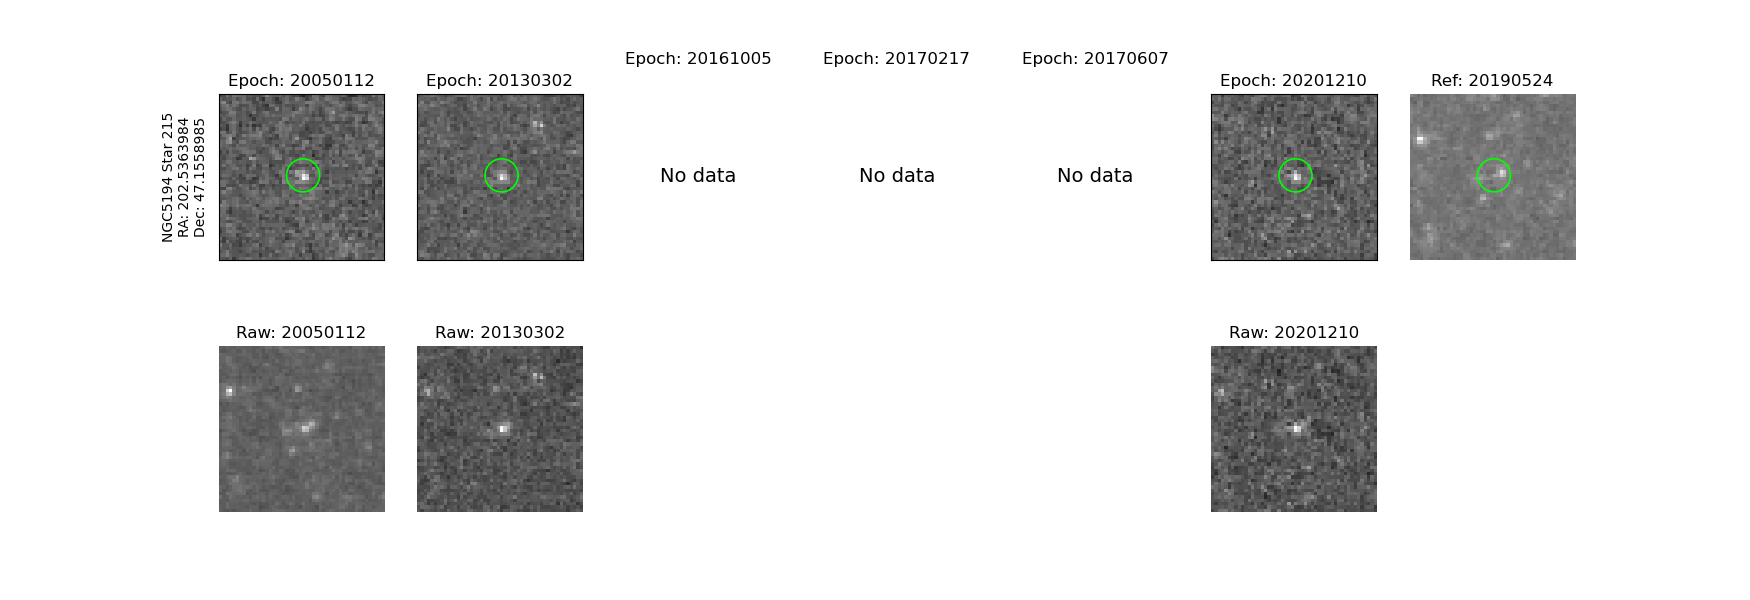 Epoch: 20050112
Epoch: 20130302
Epoch: 20161005
Epoch: 20170217
Epoch: 20170607
Epoch: 20201210
Ref: 20190524
NGC5194 Star 215
RA: 202.5363984
Dec: 47.1558985
No data
No data
No data
Raw: 20050112
Raw: 20130302
Raw: 20201210